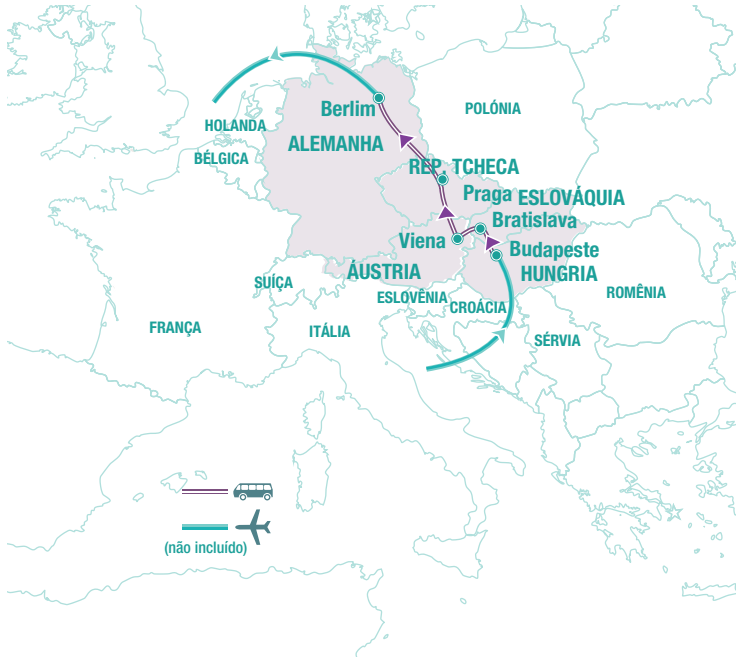 Berlim
POLÓNIA
HOLANDA
ALEMANHA
BÉLGICA
REP. TCHECA
Praga
ESLOVÁQUIA
Bratislava
Viena
Budapeste
HUNGRIA
ÁUSTRIA
SUÍÇA
ESLOVÊNIA
CROÁCIA
ROMÊNIA
FRANÇA
ITÁLIA
SÉRVIA
(não incluído)